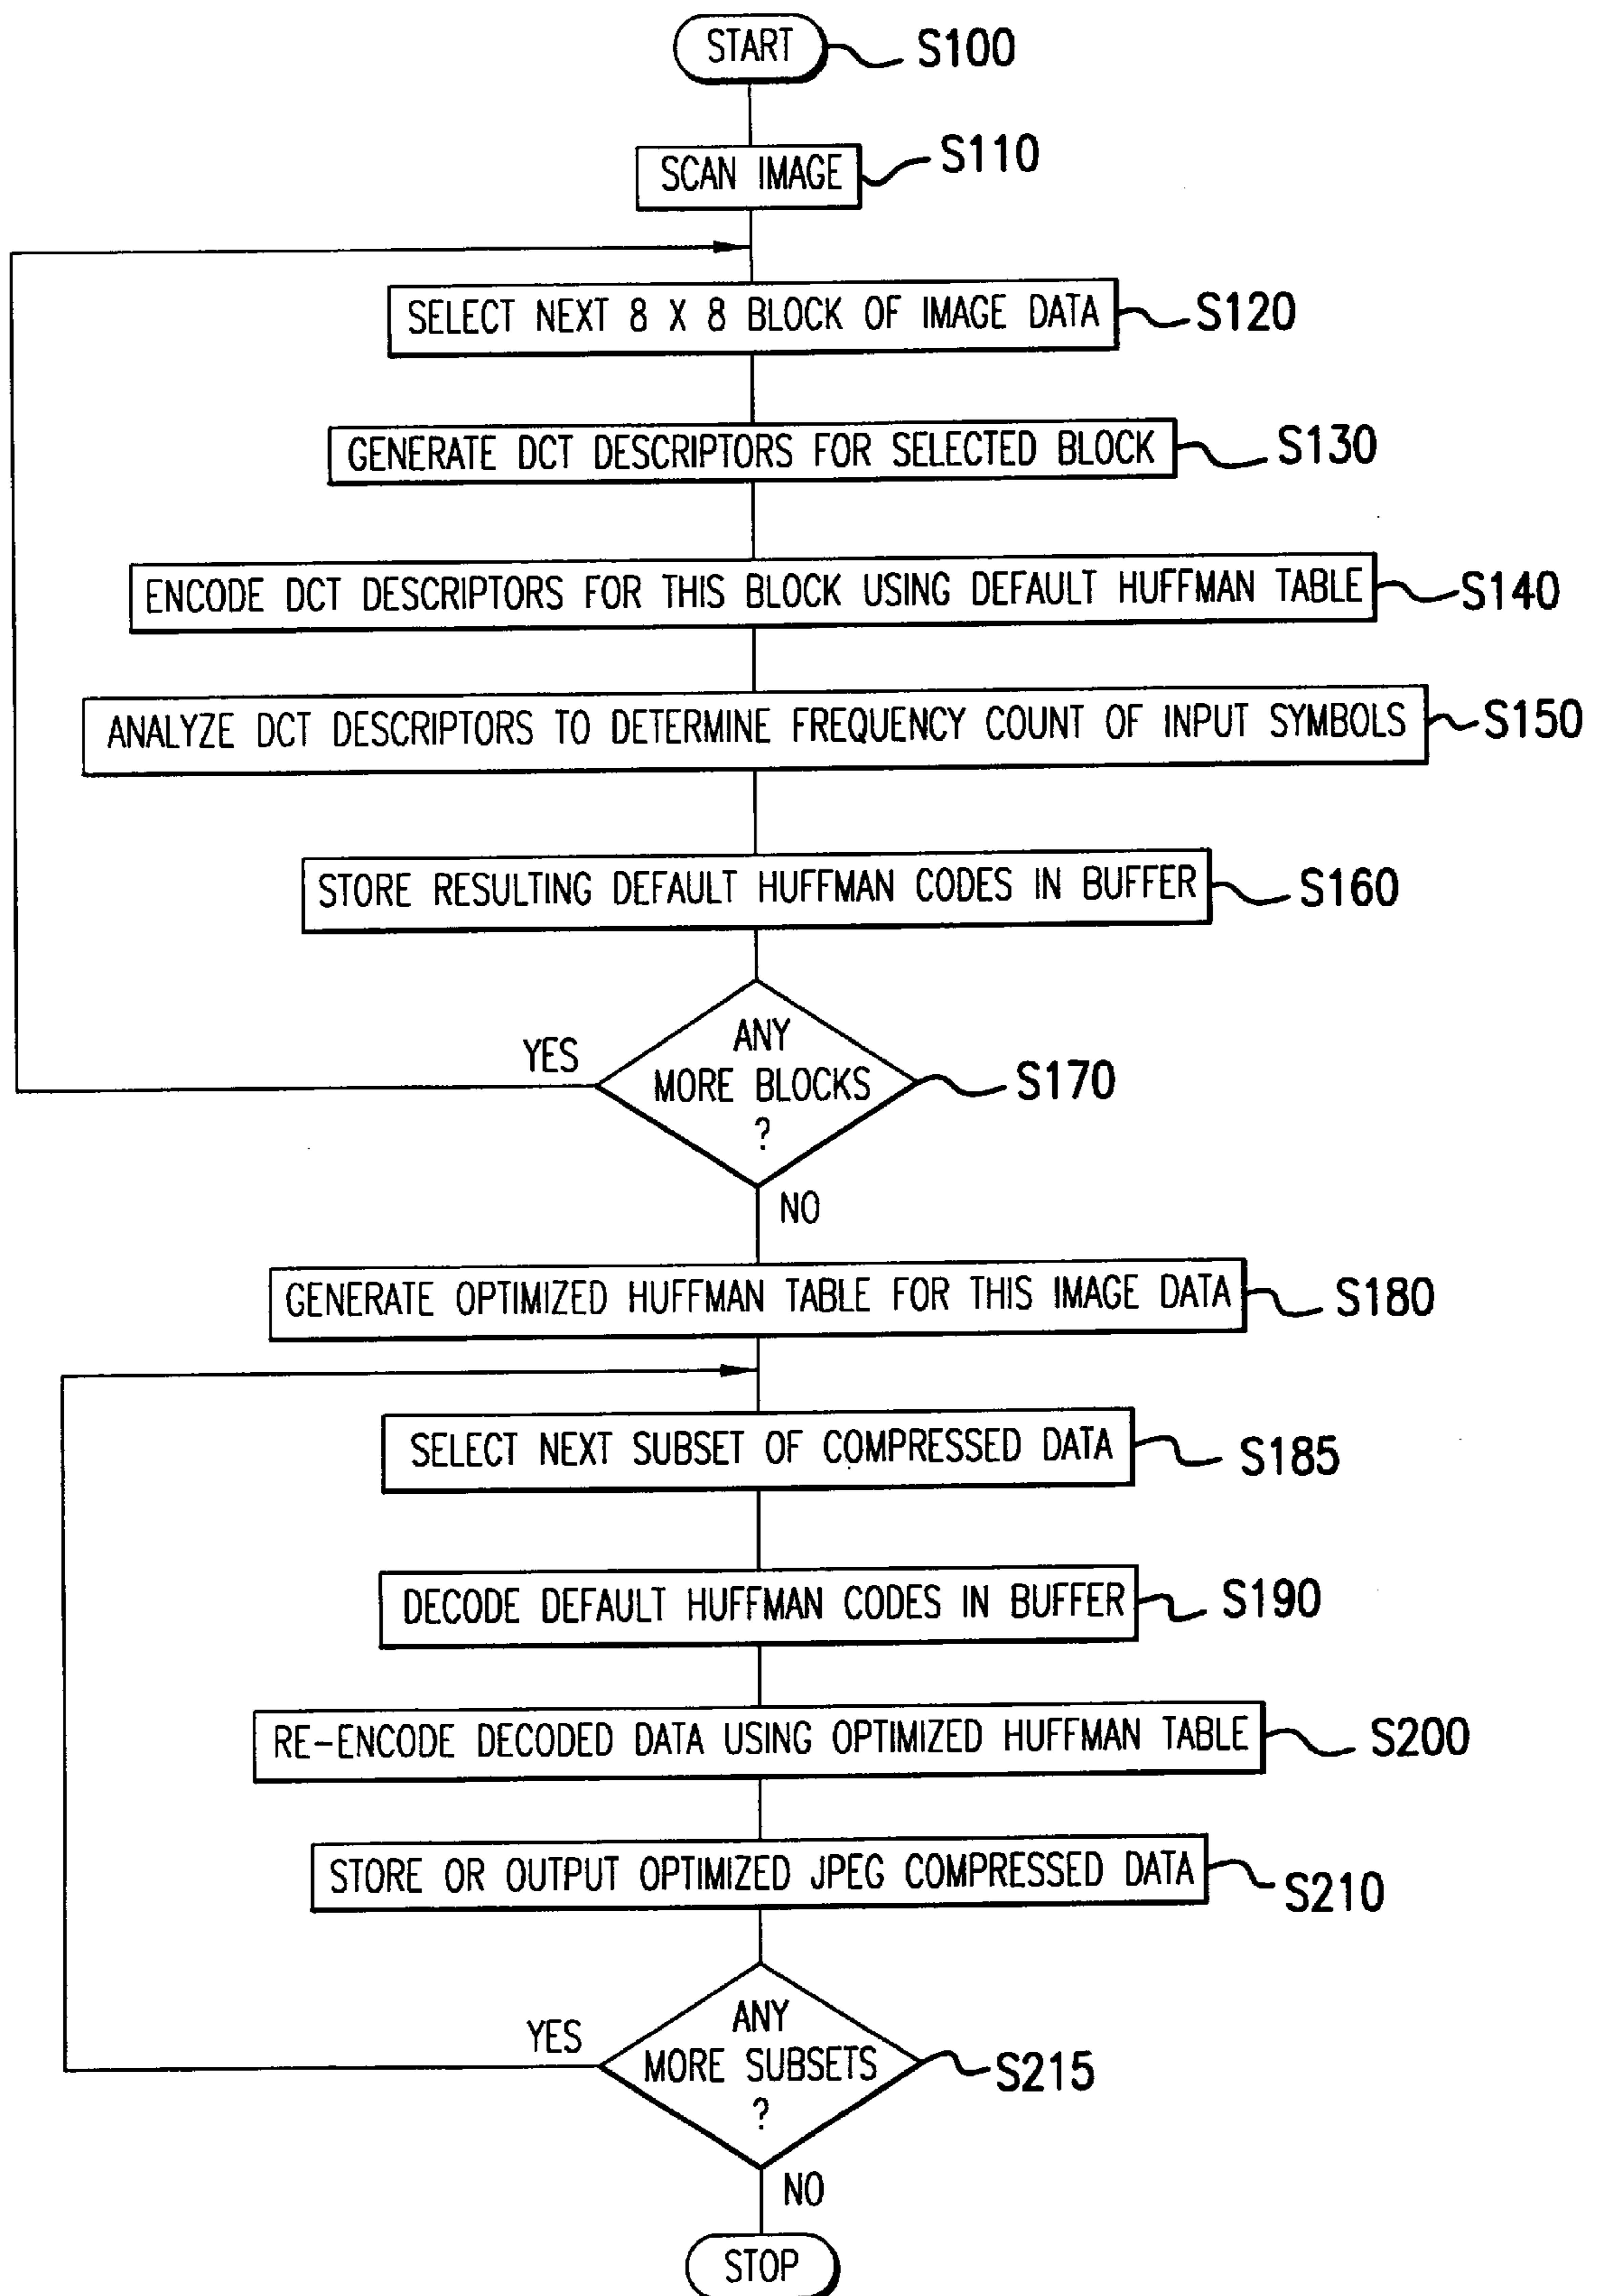 START S100
SCAN IMAGE S110
SELECT NEXT 8 X 8 BLOCK OF IMAGE DATA S120
GENERATE DCT DESCRIPTORS FOR SELECTED BLOCK S130
ENCODE DCT DESCRIPTORS FOR THIS BLOCK USING DEFAULT HUFFMAN TABLE S140
ANALYZE DCT DESCRIPTORS TO DETERMINE FREQUENCY COUNT OF INPUT SYMBOLS S150
STORE RESULTING DEFAULT HUFFMAN CODES IN BUFFER S160
ANY
YES
MORE BLOCKS S170
?
NO
GENERATE OPTIMIZED HUFFMAN TABLE FOR THIS IMAGE DATA S180
SELECT NEXT SUBSET OF COMPRESSED DATA S185
DECODE DEFAULT HUFFMAN CODES IN BUFFER S190
RE-ENCODE DECODED DATA USING OPTIMIZED HUFFMAN TABLE S200
STORE OR OUTPUT OPTIMIZED JPEG COMPRESSED DATA S210
ANY
YES
MORE SUBSETS S215
?
NO
STOP